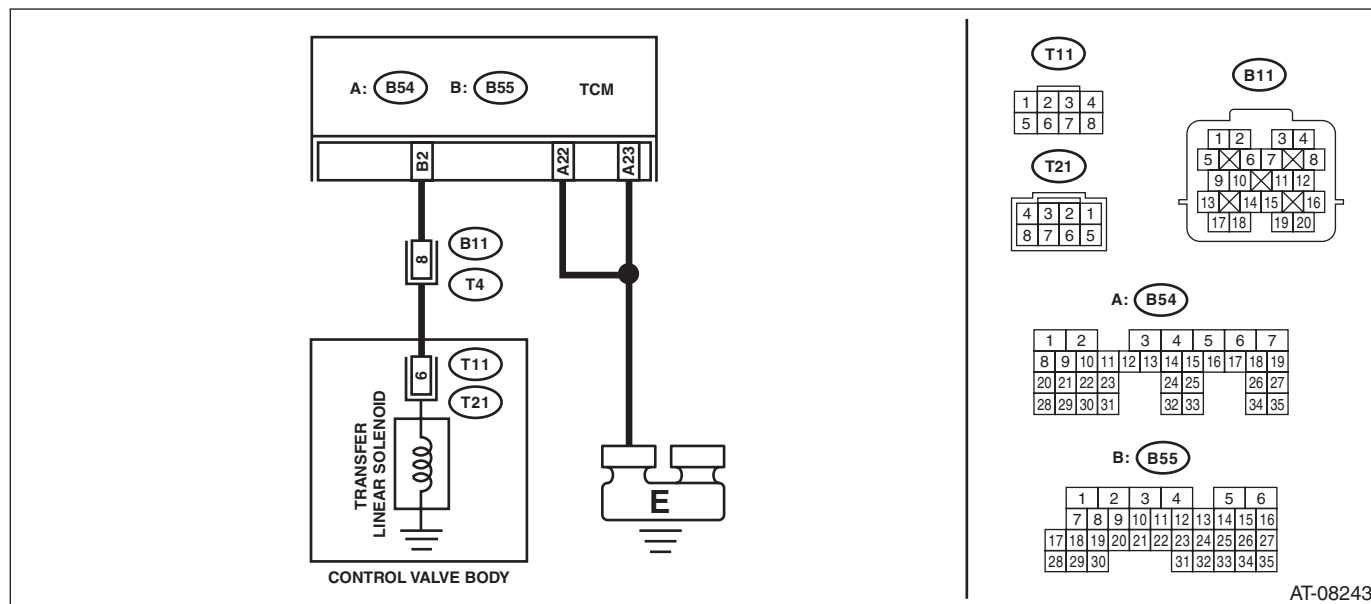 A: B54 B: B55 TCM
B2 A22 A23
8
B11
T4
6
T11
T21
TRANSFER
LINEAR SOLENOID
CONTROL VALVE BODY
E
T11
1 2 3 4
5 6 7 8
T21
4 3 2 1
8 7 6 5
B11
1 2 3 4
5 6 7 8
9 10 11 12
13 14 15 16
17 18 19 20
A: B54
1 2 3 4 5 6 7
8 9 10 11 12 13 14 15 16 17 18 19
20 21 22 23 24 25 26 27
28 29 30 31 32 33 34 35
B: B55
1 2 3 4 5 6
7 8 9 10 11 12 13 14 15 16
17 18 19 20 21 22 23 24 25 26 27
28 29 30 31 32 33 34 35
AT-08243